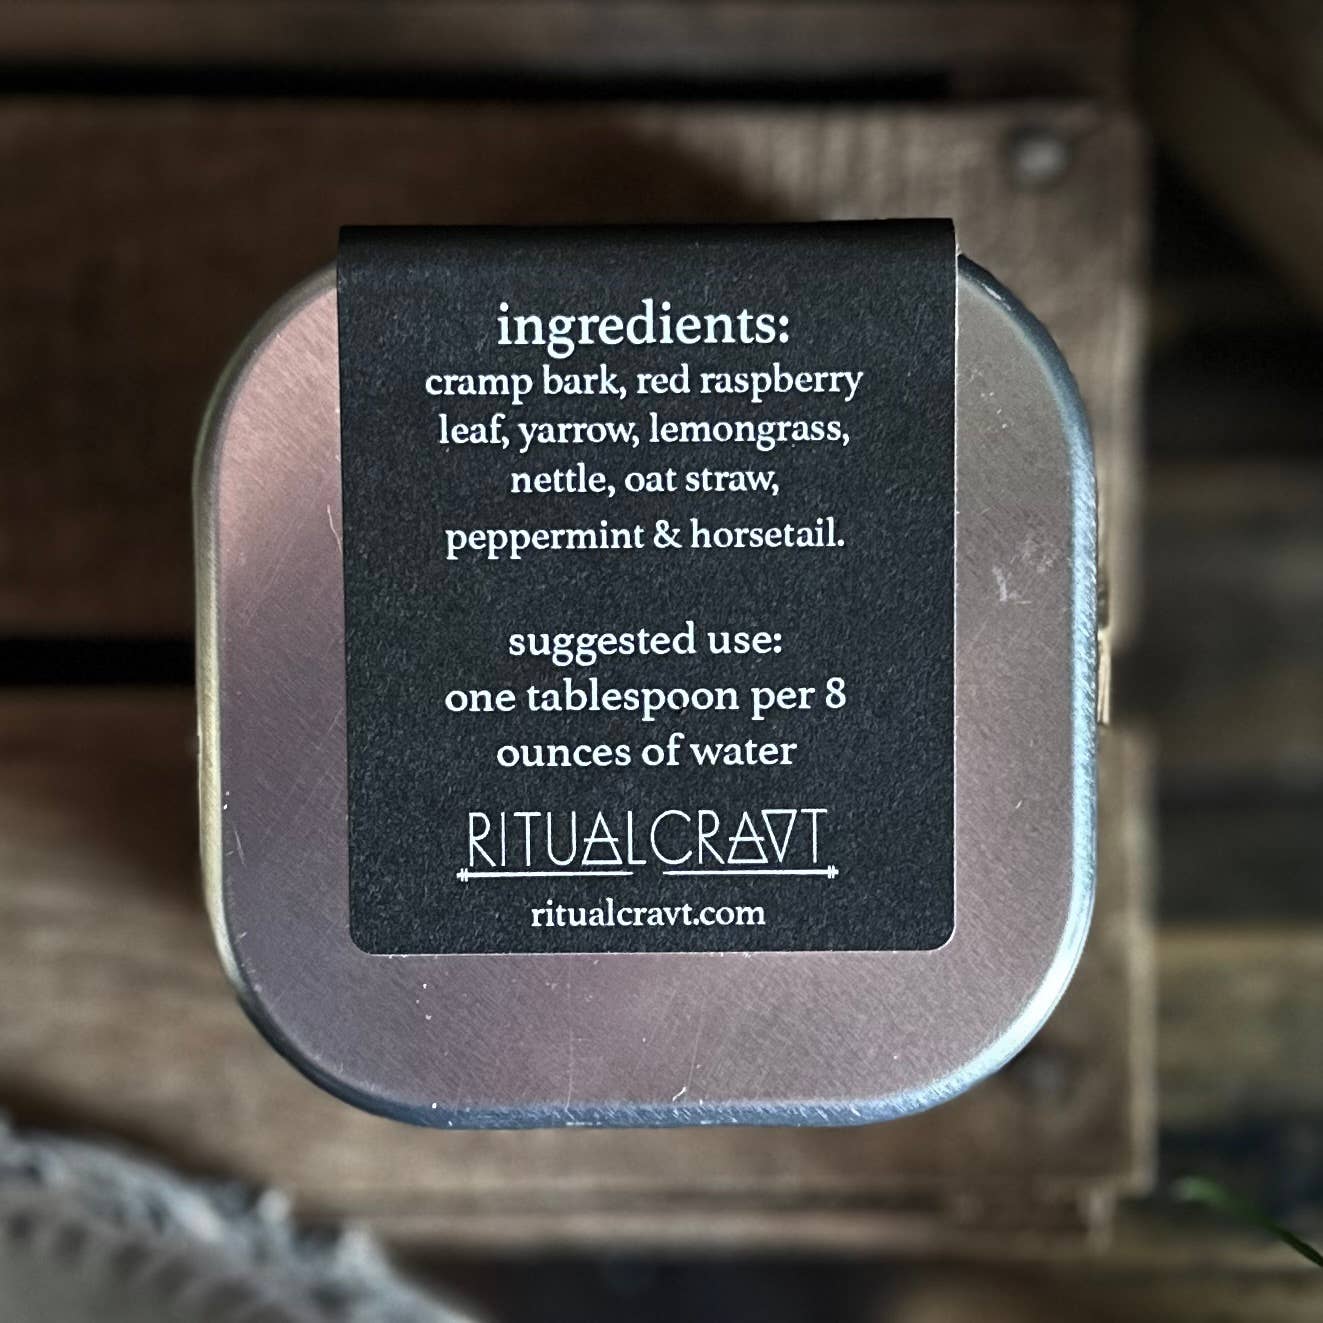 ingredients:
cramp bark, red raspberry
leaf, yarrow, lemongrass,
nettle, oat straw,
peppermint & horsetail.
suggested use:
one tablespoon per 8
ounces of water
RITUALCRAVT
ritualcravt.com